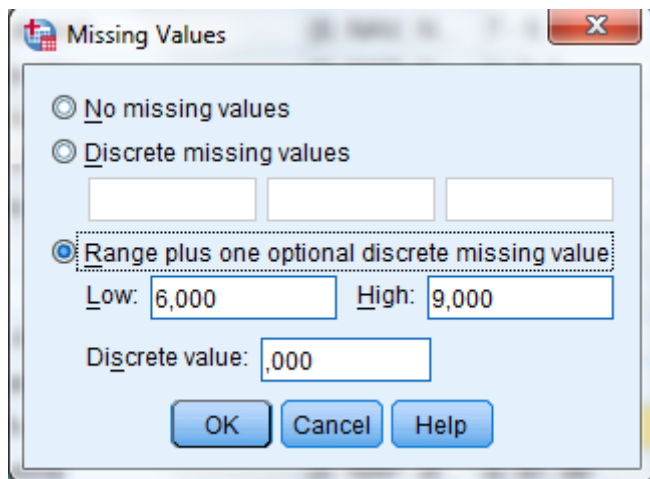 Missing Values
No missing values
Discrete missing values
Range plus one optional discrete missing value
Low: 6,000 High: 9,000
Discrete value: ,000
OK Cancel Help